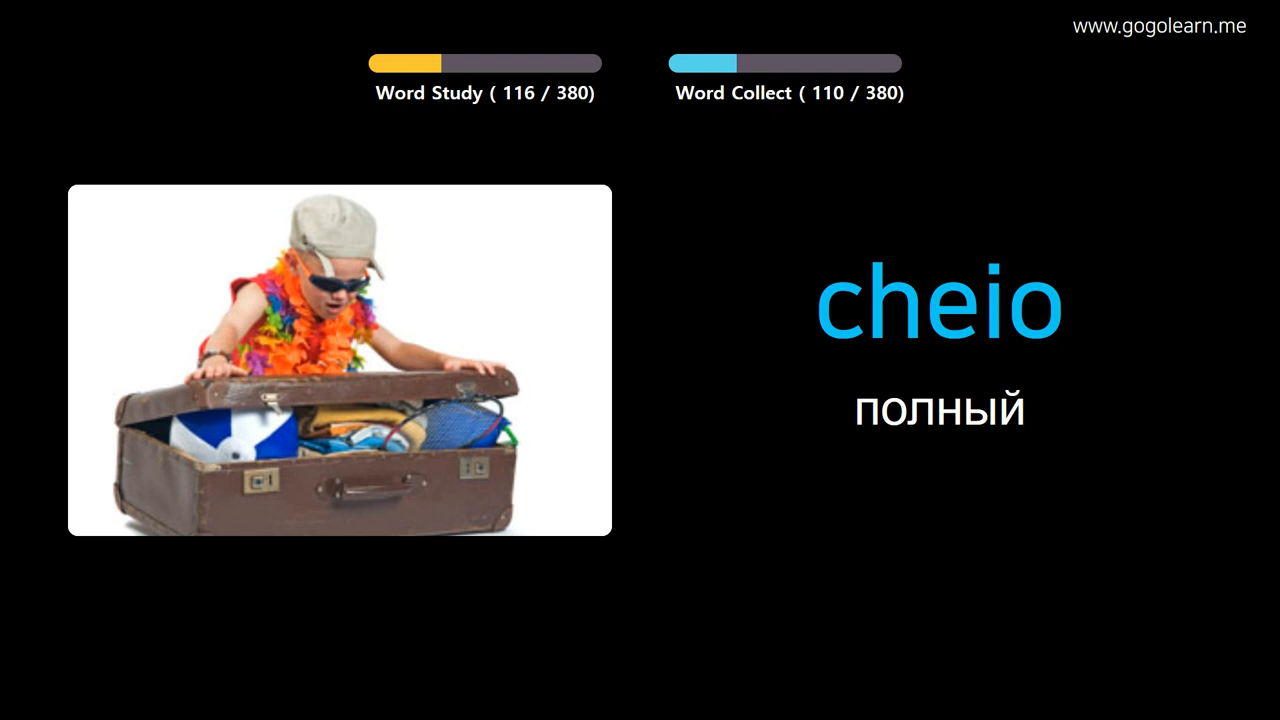 www.gogolearn.me
Word Study ( 116 / 380)
Word Collect ( 110 / 380)
cheio
полный